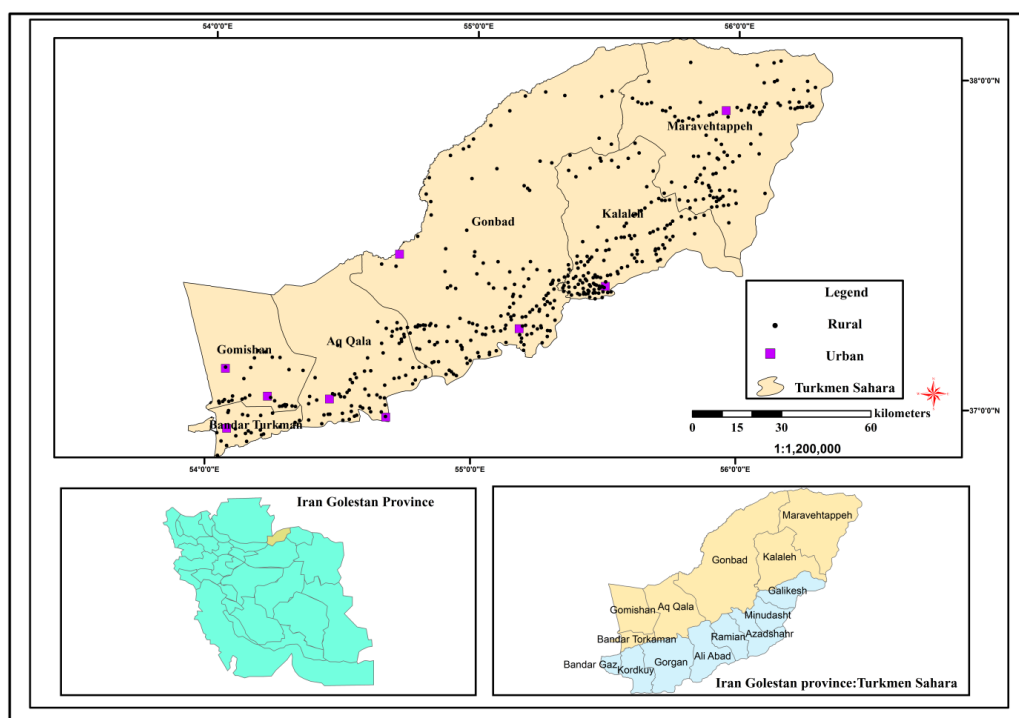 54°0'0"E
55°0'0"E
56°0'0"E
38°0'0"N
Maravehtappeh
Kalaleh
Gonbad
Legend
Rural
Urban
Turkmen Sahara
Aq Qala
Gomishan
Bandar Turkman
37°0'0"N
kilometers
0 15 30 60
1:1,200,000
54°0'0"E
55°0'0"E
56°0'0"E
Iran Golestan Province
Maravehtappeh
Gonbad
Kalaleh
Galikesh
Gomishan
Aq Qala
Minudasht
Bandar Torkaman
Ramian
Azadshahr
Bandar Gaz
Kordkuy
Gorgan
Ali Abad
Iran Golestan province:Turkmen Sahara